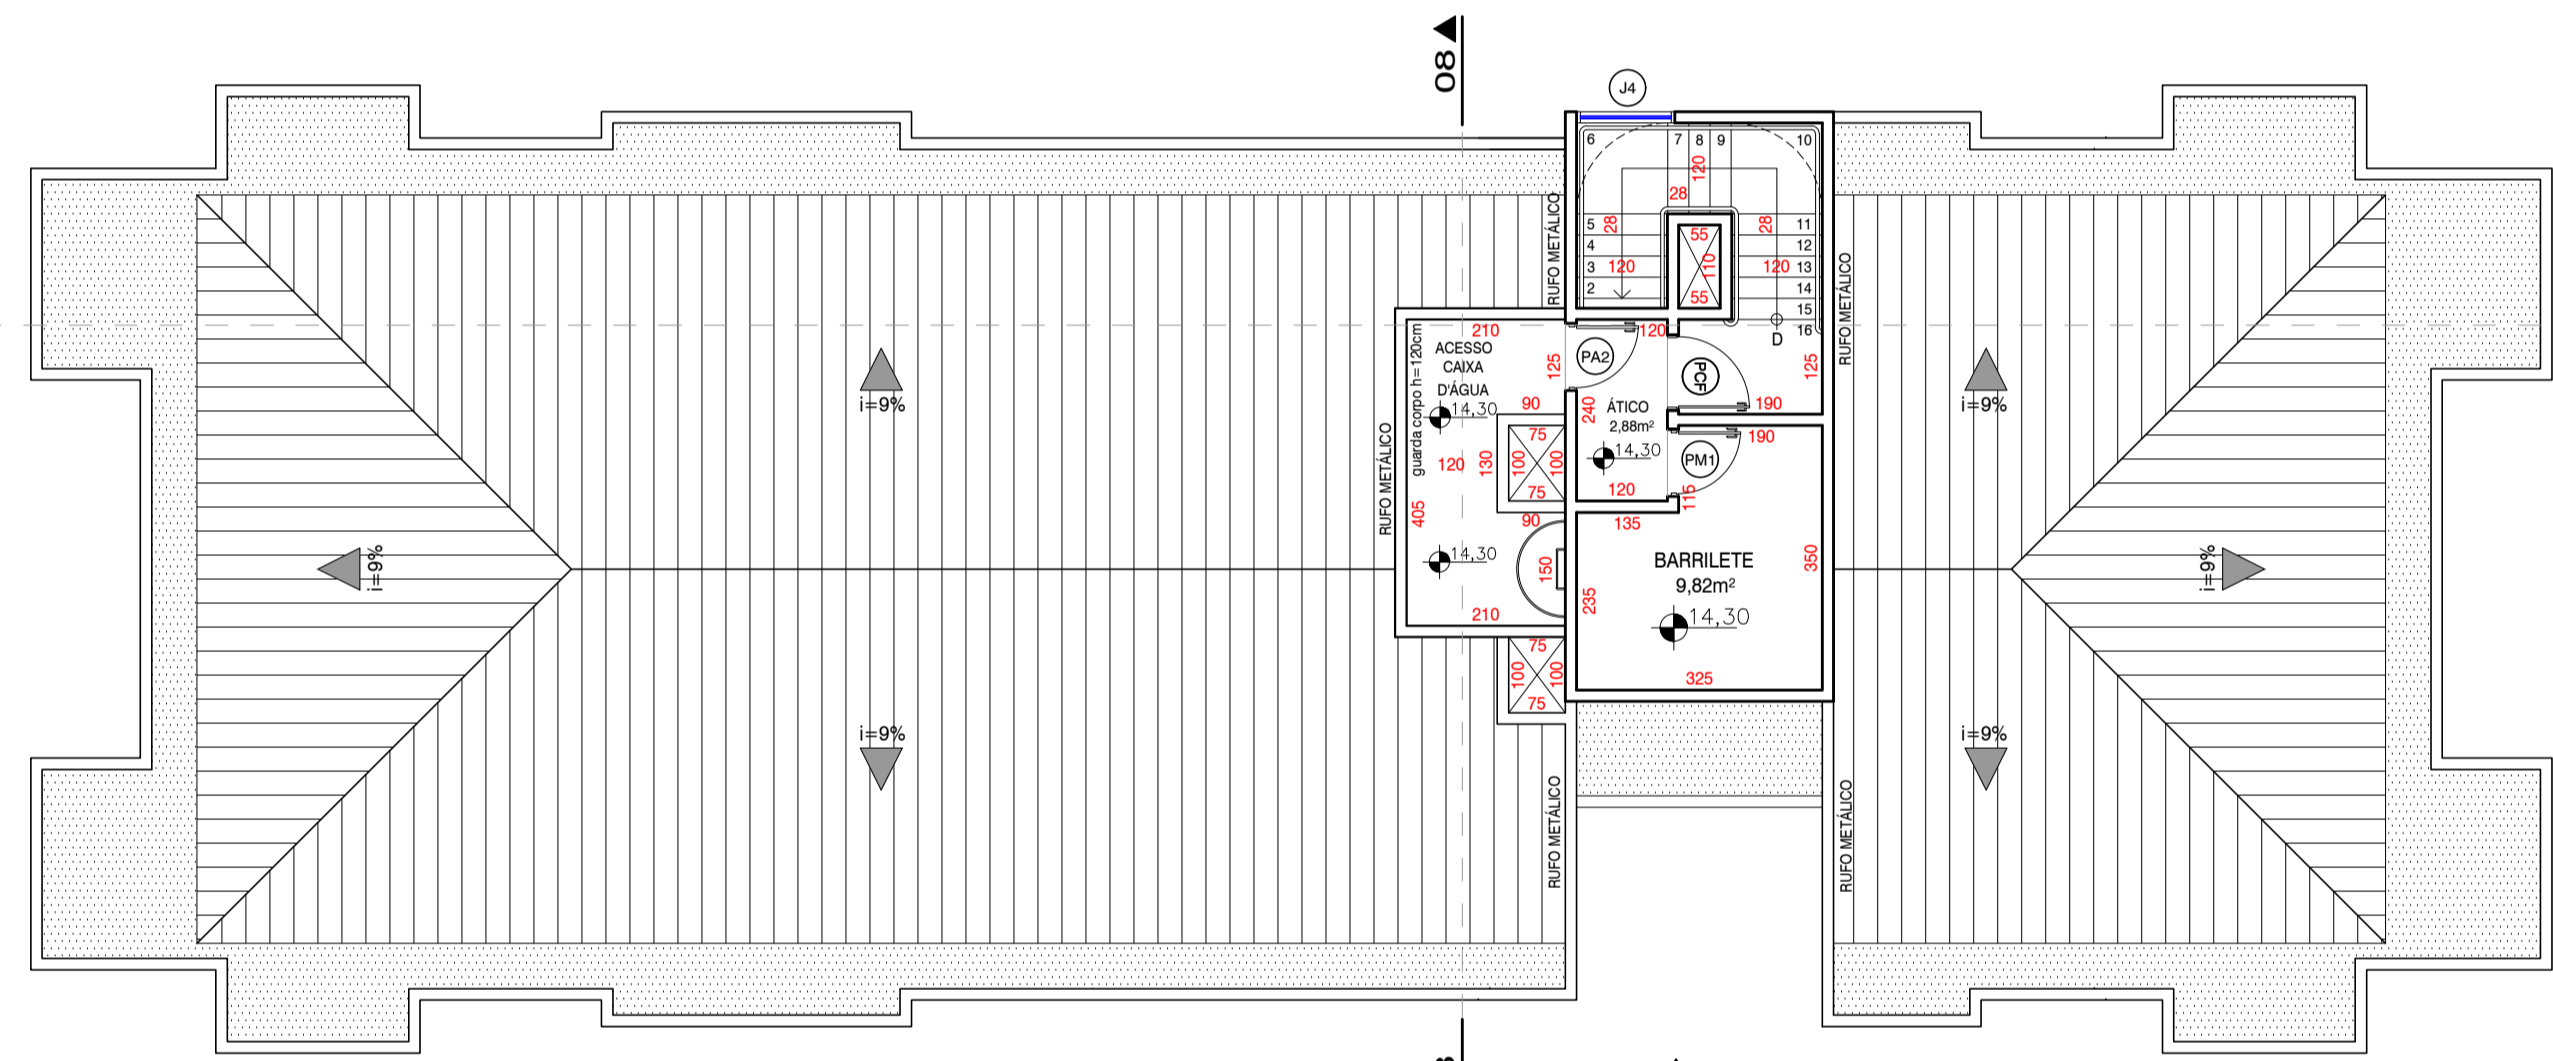 08
J4
6
7
8
9
10
120
28
5
28
28
11
4
12
3
120
120
13
2
14
15
16
D
55
110
55
RUFO METÁLICO
RUFO METÁLICO
210
120
ACESSO
CAIXA
D'ÁGUA
14,30
guarda corpo h=120cm
125
PA2
PCF
125
90
240
ÁTICO
2,88m²
14,30
190
190
PM1
75
100
100
75
120
130
120
115
405
RUFO METÁLICO
90
135
14,30
150
BARRILETE
9,82m²
14,30
350
235
210
325
75
100
100
75
RUFO METÁLICO
RUFO METÁLICO
i=9%
i=9%
i=9%
i=9%
i=9%
i=9%